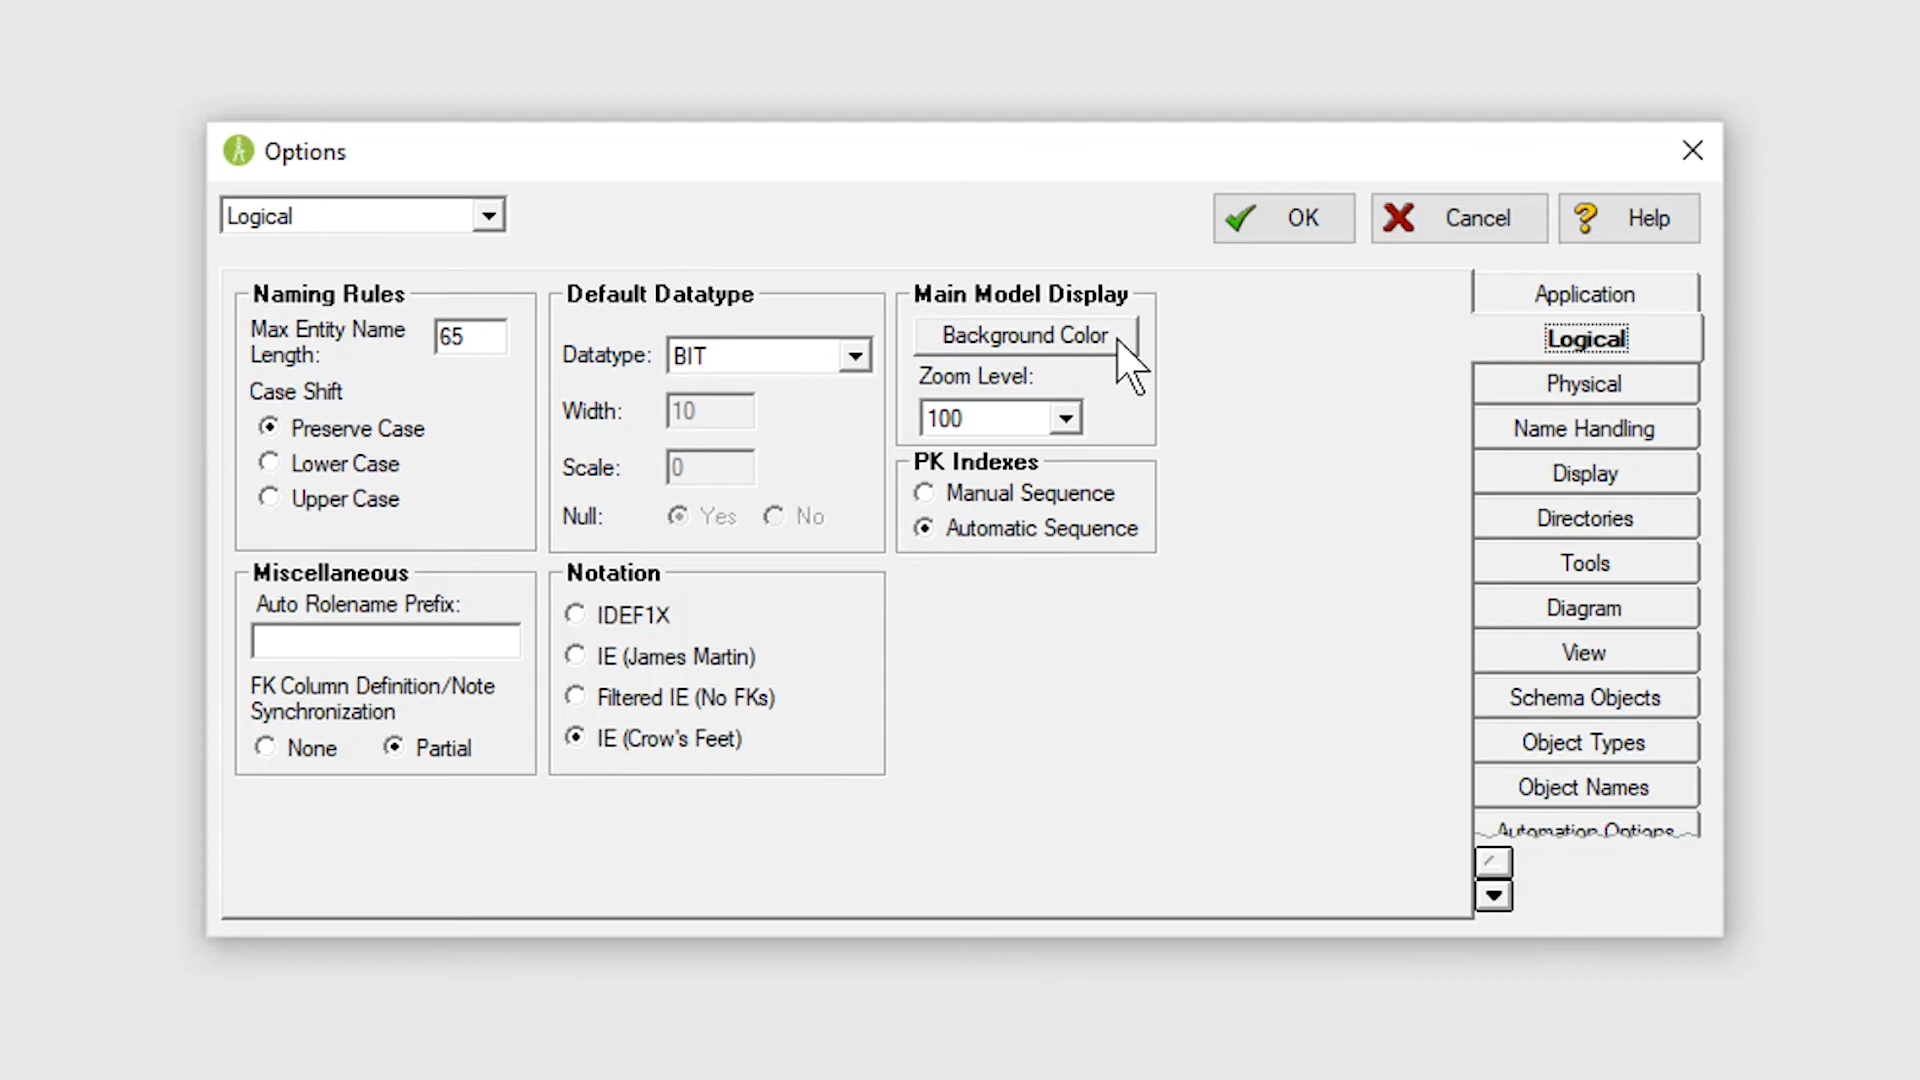 Options
Logical
OK
Cancel
Help
Naming Rules
Max Entity Name
Length:
65
Case Shift
Preserve Case
Lower Case
Upper Case
Default Datatype
Datatype:
BIT
Width:
10
Scale:
0
Null:
Yes
No
Main Model Display
Background Color
Zoom Level:
100
PK Indexes
Manual Sequence
Automatic Sequence
Miscellaneous
Auto Rolename Prefix:
FK Column Definition/Note
Synchronization
None
Partial
Notation
IDEF1X
IE (James Martin)
Filtered IE (No FKs)
IE (Crow's Feet)
Application
Logical
Physical
Name Handling
Display
Directories
Tools
Diagram
View
Schema Objects
Object Types
Object Names
Automation Options